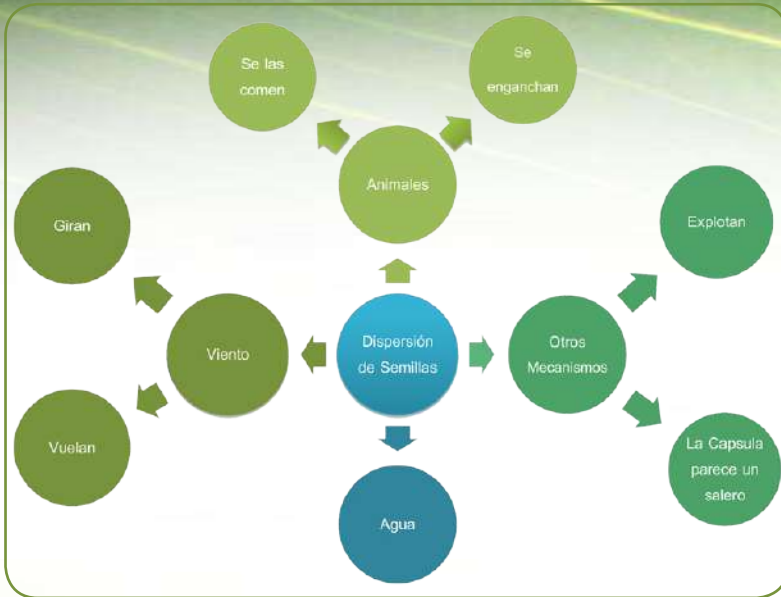 Se las
comen
Se
enganchan
Animales
Giran
Explotan
Viento
Dispersión
de Semillas
Otros
Mecanismos
Vuelan
La Capsula
parece un
salero
Agua